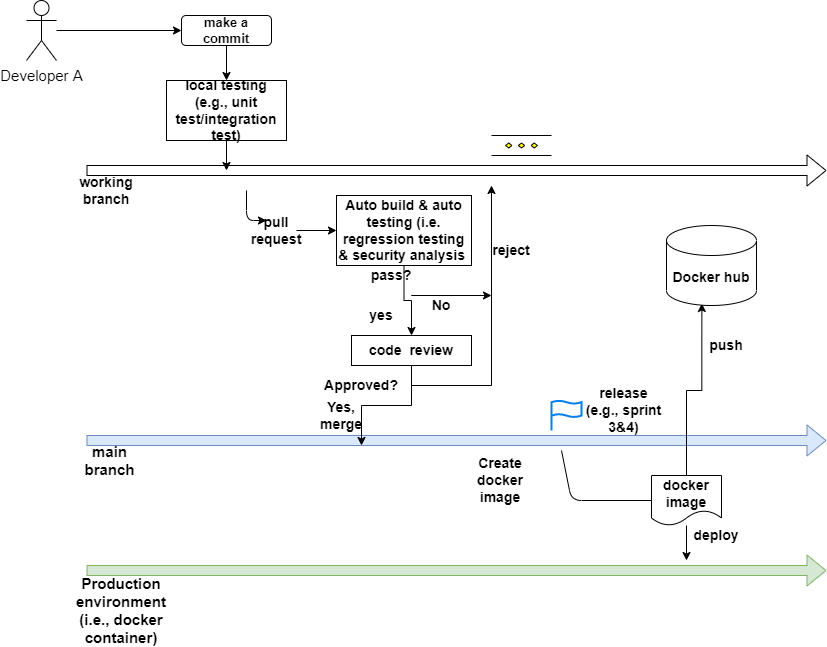 make a
commit
Developer A
local testing
(e.g., unit
test/integration
test)
working
branch
pull
request
Auto build & auto
testing (i.e.
regression testing
& security analysis
pass?
No
reject
yes
code review
Approved?
Yes,
merge
Docker hub
push
release
(e.g., sprint
3&4)
main
branch
Create
docker
image
docker
image
deploy
Production
environment
(i.e., docker
container)